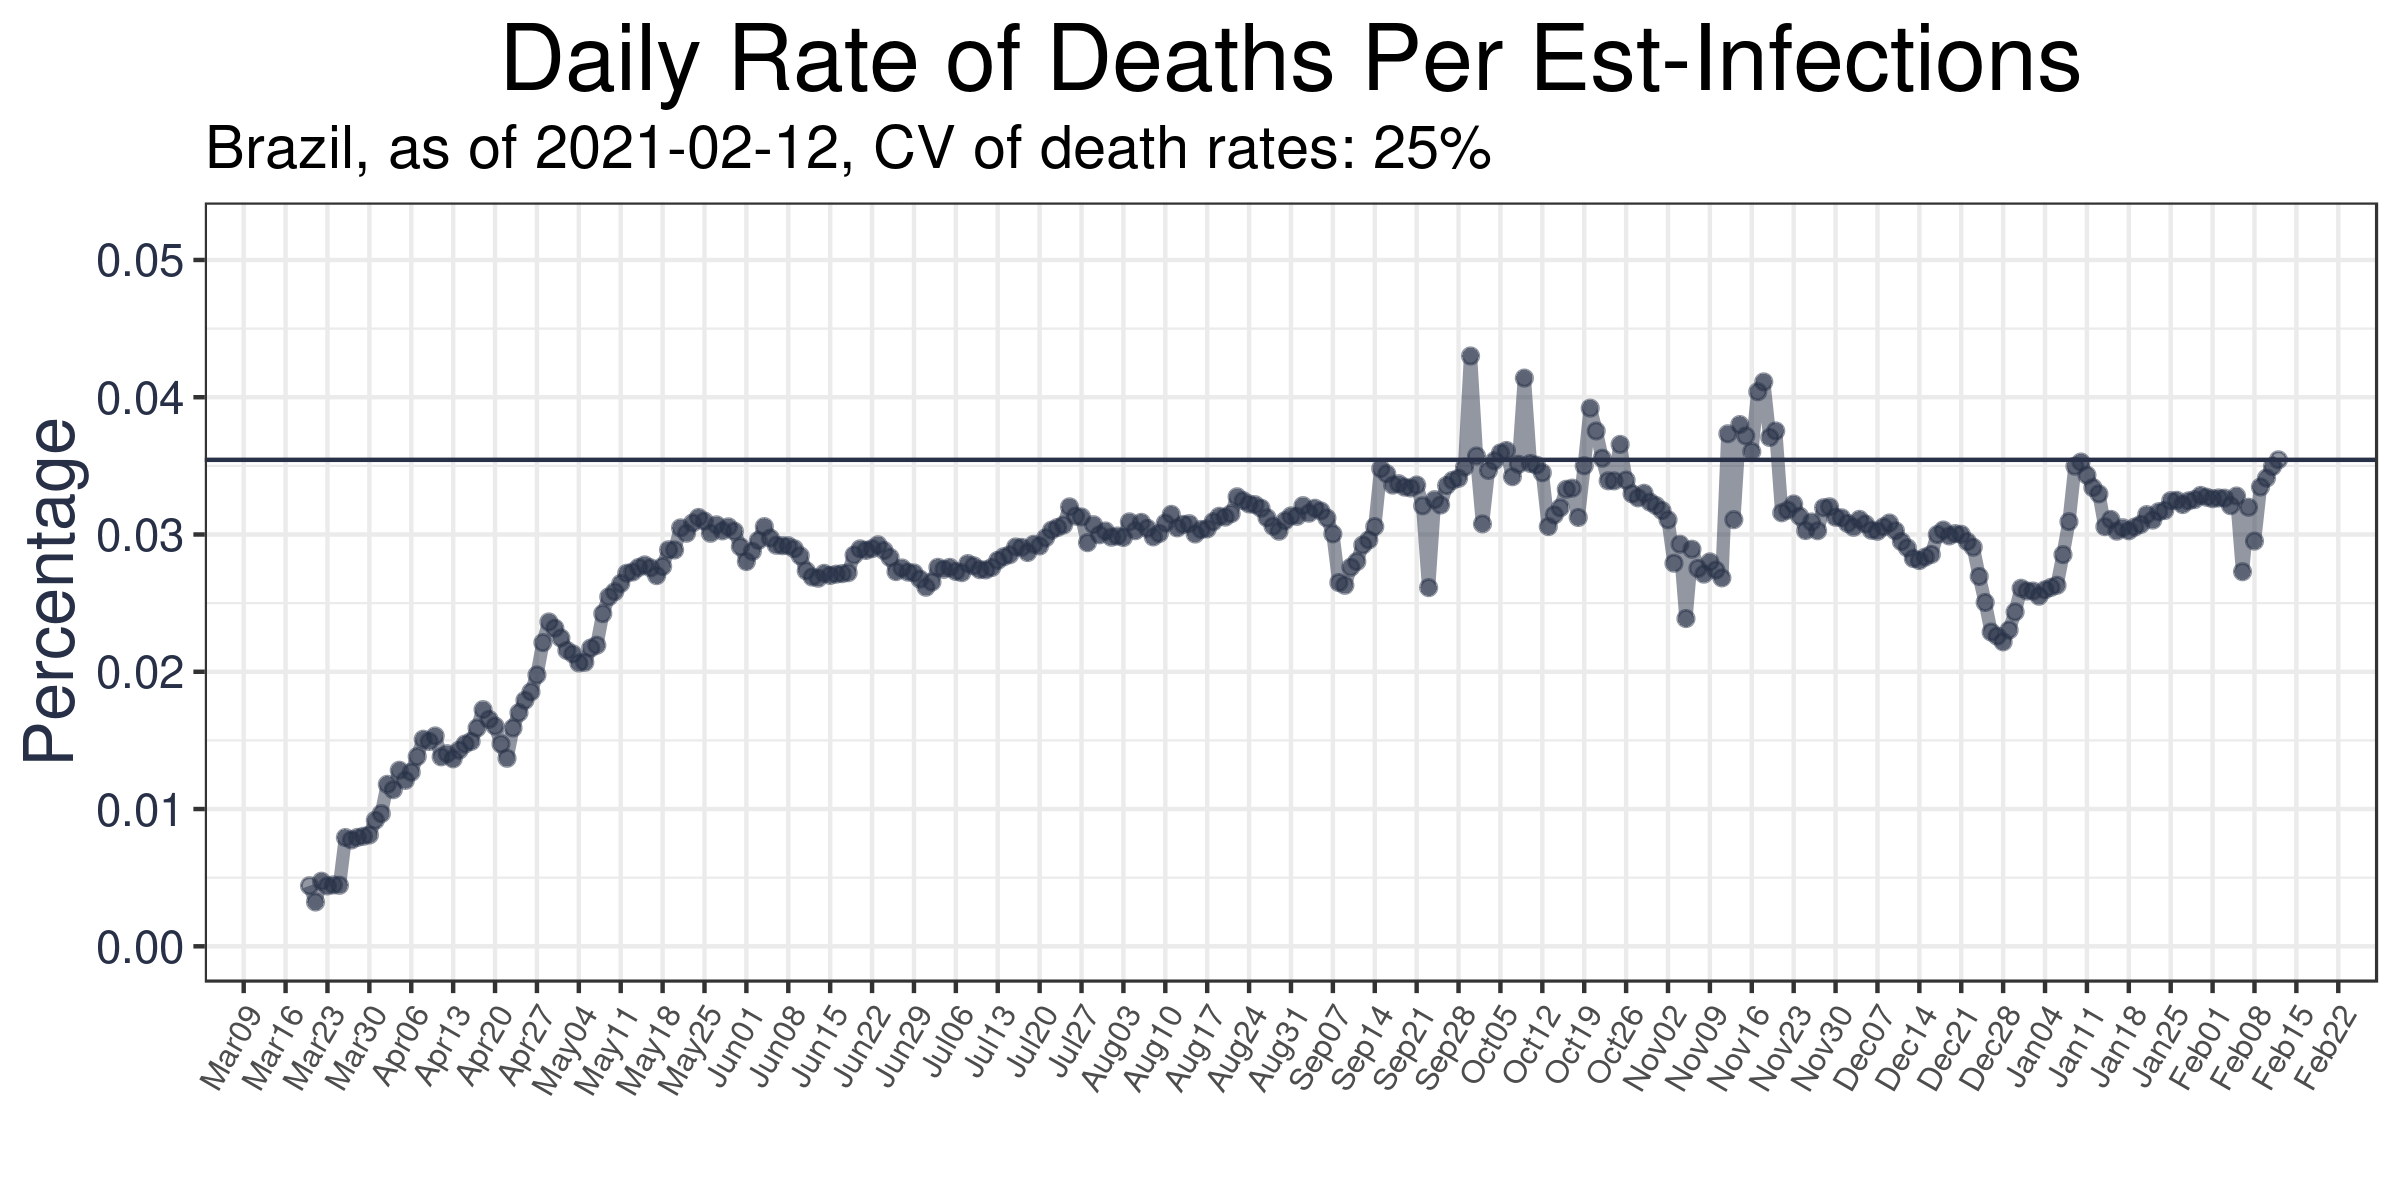 Daily Rate of Deaths Per Est-Infections
Brazil, as of 2021-02-12, CV of death rates: 25%
Percentage
0.05
0.04
0.03
0.02
0.01
0.00
Mar09 Mar16 Mar23 Mar30 Apr06 Apr13 Apr20 Apr27 May04 May11 May18 May25 Jun01 Jun08 Jun15 Jun22 Jun29 Jul06 Jul13 Jul20 Jul27 Aug03 Aug10 Aug17 Aug24 Aug31 Sep07 Sep14 Sep21 Sep28 Oct05 Oct12 Oct19 Oct26 Nov02 Nov09 Nov16 Nov23 Nov30 Dec07 Dec14 Dec21 Dec28 Jan04 Jan11 Jan18 Jan25 Feb01 Feb08 Feb15 Feb22